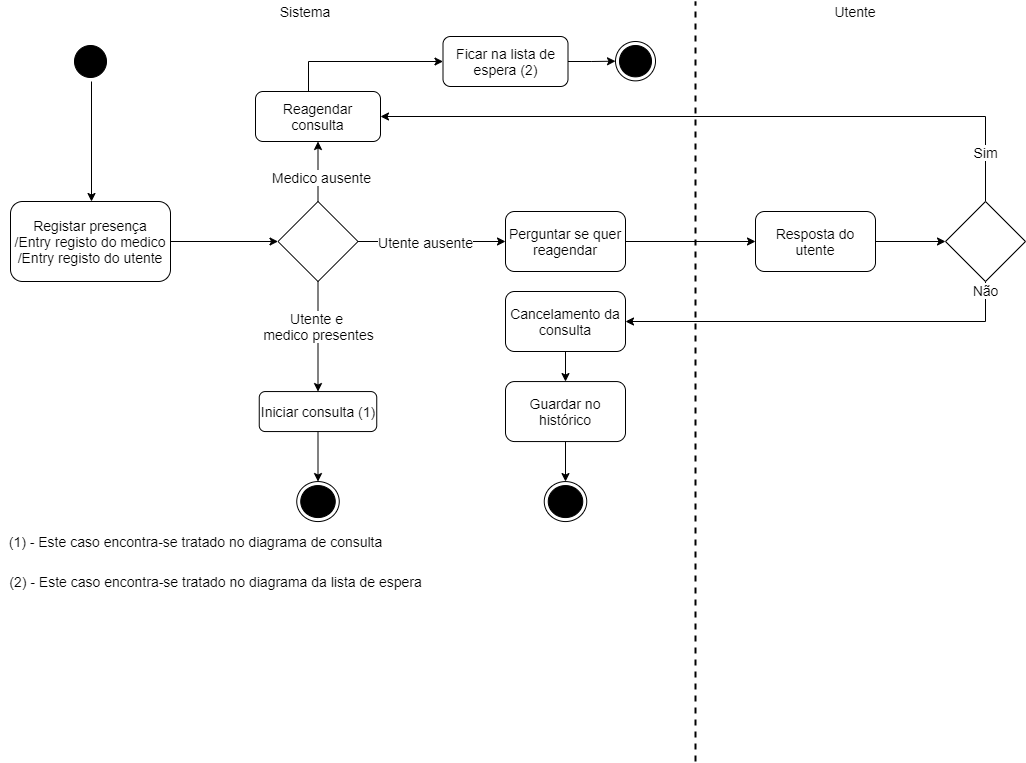 Sistema
Utente
Ficar na lista de
espera (2)
Reagendar
consulta
Sim
Medico ausente
Registar presença
/Entry registo do medico
/Entry registo do utente
Utente ausente
Perguntar se quer
reagendar
Resposta do
utente
Não
Utente e
medico presentes
Cancelamento da
consulta
Iniciar consulta (1)
Guardar no
histórico
(1) - Este caso encontra-se tratado no diagrama de consulta
(2) - Este caso encontra-se tratado no diagrama da lista de espera